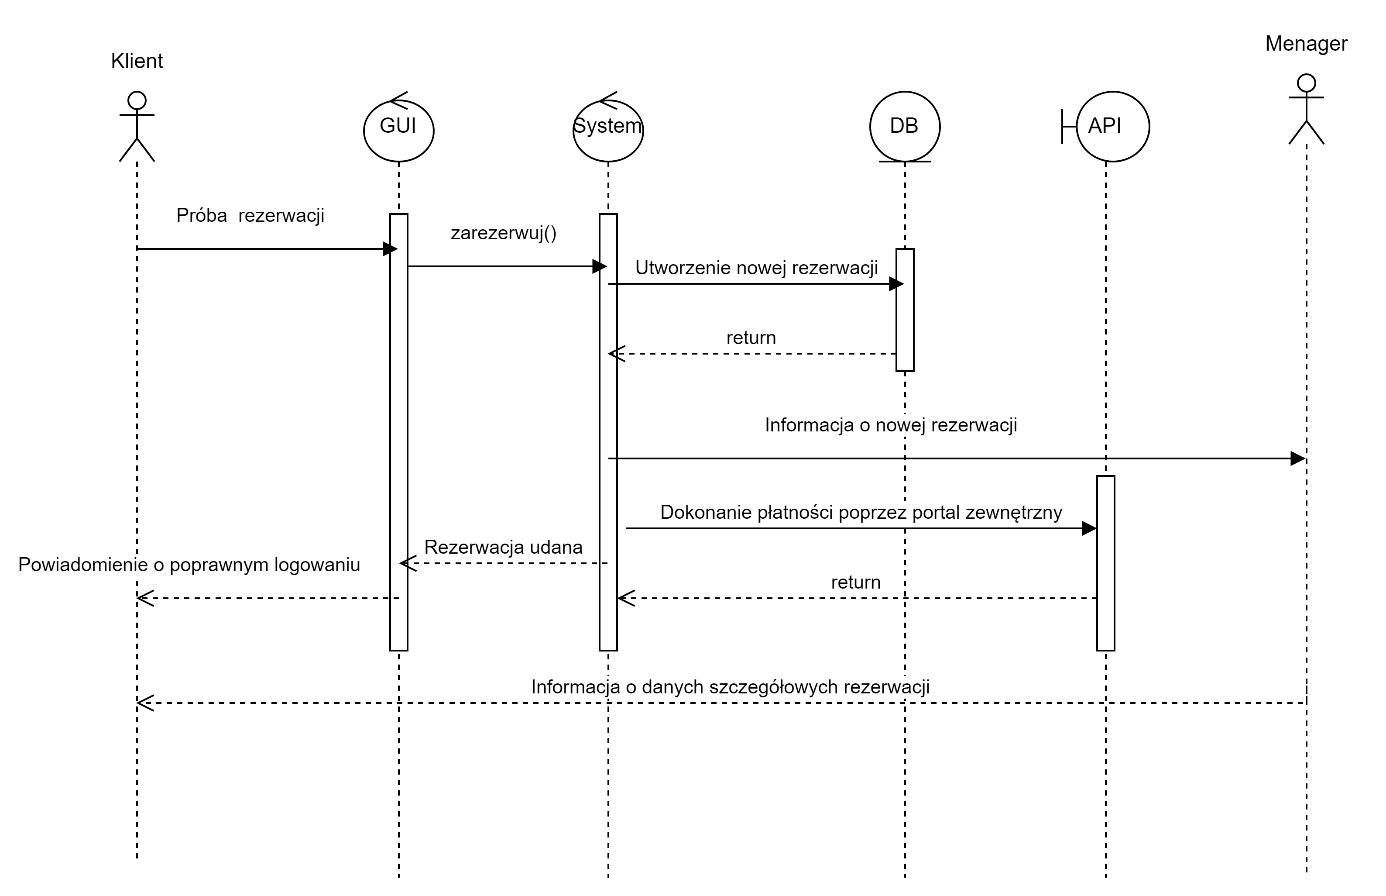 Menager
Klient
GUI
System
DB
API
Próba  rezerwacji
zarezerwuj()
Utworzenie nowej rezerwacji
return
Informacja o nowej rezerwacji
Dokonanie płatności poprzez portal zewnętrzny
Rezerwacja udana
Powiadomienie o poprawnym logowaniu
return
Informacja o danych szczegółowych rezerwacji